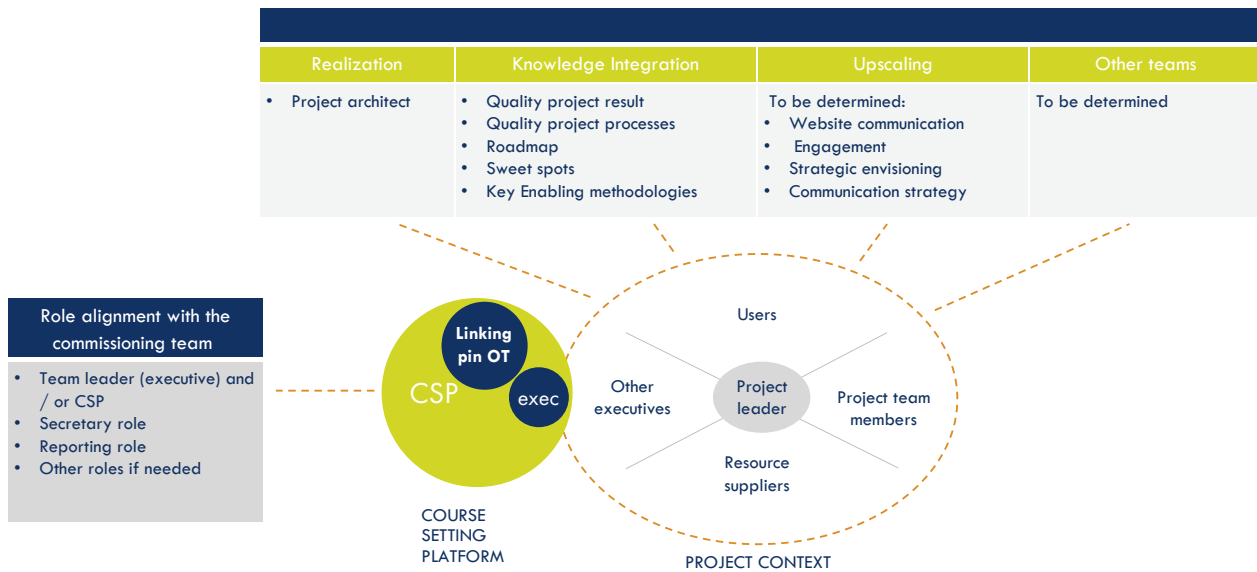 Realization
Knowledge Integration
Upscaling
Other teams
• Project architect
• Quality project result
• Quality project processes
• Roadmap
• Sweet spots
• Key Enabling methodologies
To be determined:
• Website communication
• Engagement
• Strategic envisioning
• Communication strategy
To be determined
Role alignment with the
commissioning team
• Team leader (executive) and
/ or CSP
• Secretary role
• Reporting role
• Other roles if needed
Linking
pin OT
CSP
exec
COURSE
SETTING
PLATFORM
Users
Other
executives
Project
leader
Project team
members
Resource
suppliers
PROJECT CONTEXT